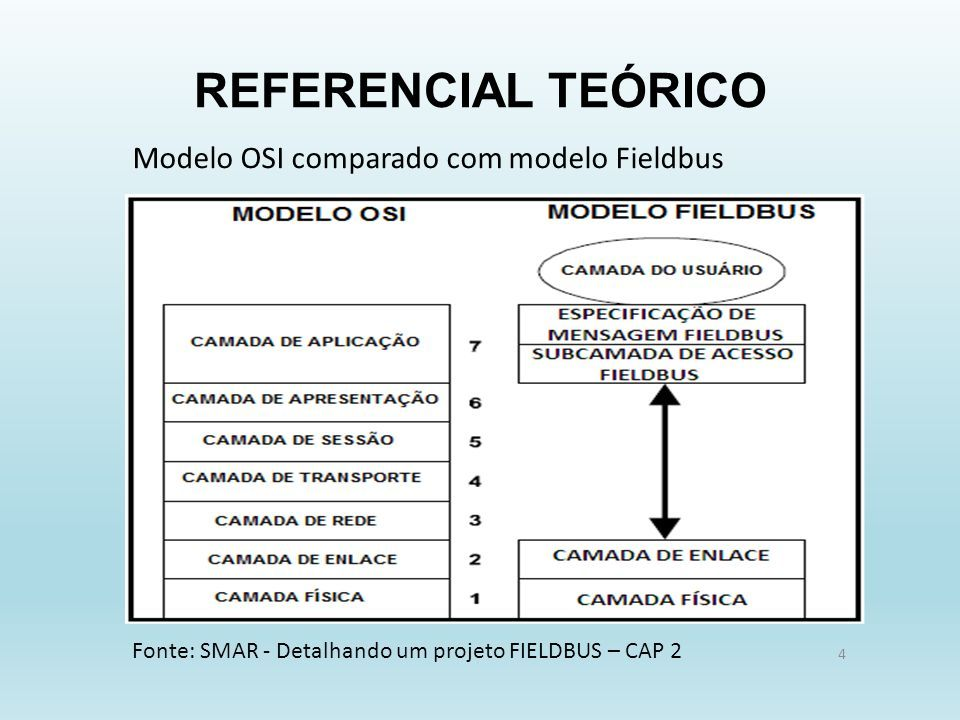 REFERENCIAL TEÓRICO
Modelo OSI comparado com modelo Fieldbus
MODELO OSI
MODELO FIELDBUS
CAMADA DO USUÁRIO
CAMADA DE APLICAÇÃO
7
ESPECIFICAÇÃO DE
MENSAGEM FIELDBUS
SUBCAMADA DE ACESSO
FIELDBUS
CAMADA DE APRESENTAÇÃO
6
CAMADA DE SESSÃO
5
CAMADA DE TRANSPORTE
4
CAMADA DE REDE
3
CAMADA DE ENLACE
2
CAMADA DE ENLACE
CAMADA FÍSICA
1
CAMADA FÍSICA
Fonte: SMAR - Detalhando um projeto FIELDBUS – CAP 2
4